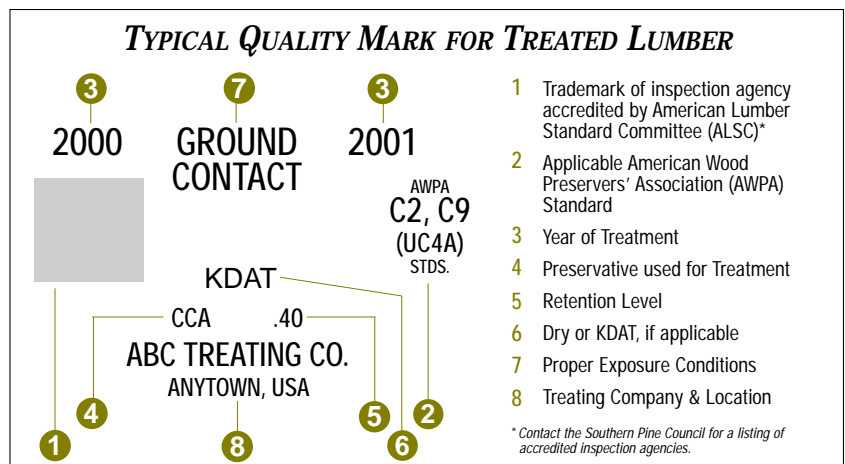 TYPICAL QUALITY MARK FOR TREATED LUMBER
3
7
3
2000
GROUND
CONTACT
2001
AWPA
C2, C9
(UC4A)
STDS.
KDAT
CCA
.40
ABC TREATING CO.
ANYTOWN, USA
4
5
2
1
8
6
1 Trademark of inspection agency
accredited by American Lumber
Standard Committee (ALSC)*
2 Applicable American Wood
Preservers' Association (AWPA)
Standard
3 Year of Treatment
4 Preservative used for Treatment
5 Retention Level
6 Dry or KDAT, if applicable
7 Proper Exposure Conditions
8 Treating Company & Location
* Contact the Southern Pine Council for a listing of
accredited inspection agencies.